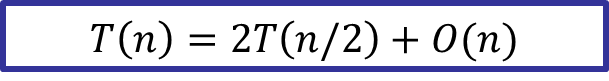 T(n) = 2T(n/2) + O(n)